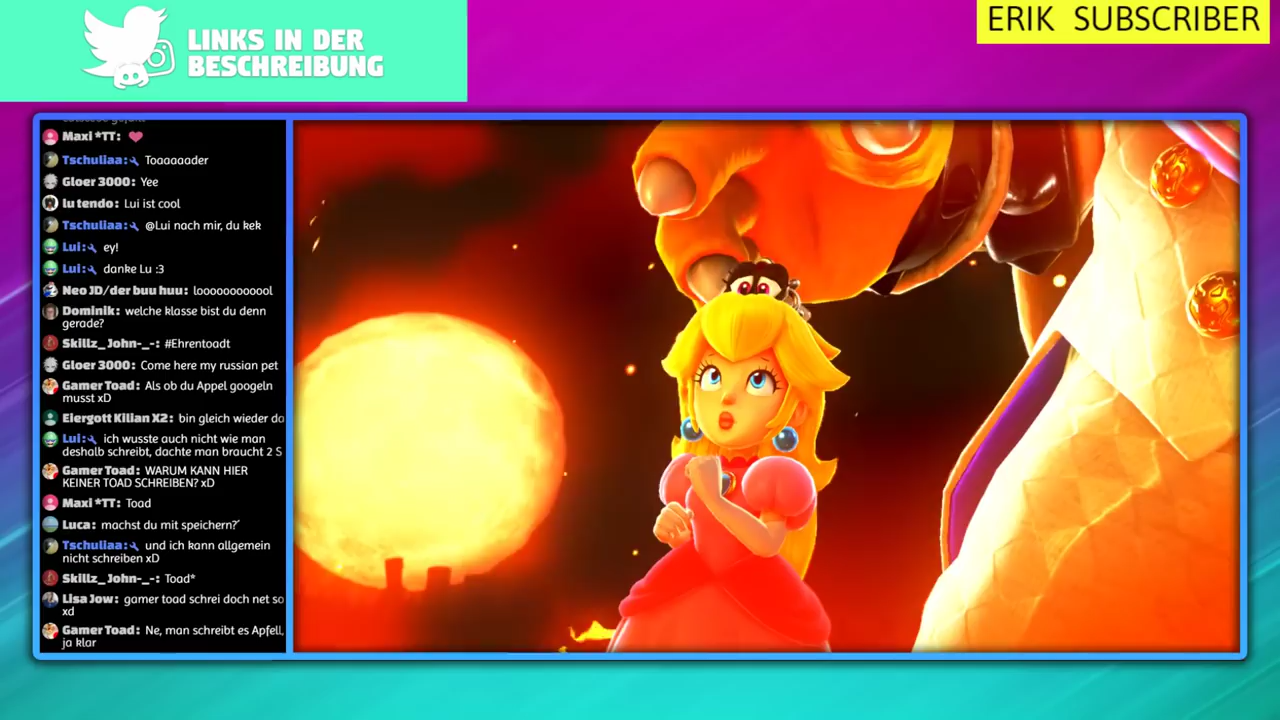 LINKS IN DER
BESCHREIBUNG
ERIK SUBSCRIBER
Maxi *TT:
Tschuliaa: Toaaaaader
Gloer 3000: Yee
lu tendo: Lui ist cool
Tschuliaa: @Lui nach mir, du kek
Lui: ey!
Lui: danke Lu :3
Neo JD/der buu huu: looooooooool
Dominik: welche klasse bist du denn
gerade?
Skillz_John-_-: #Ehrentoadt
Gloer 3000: Come here my russian pet
Gamer Toad: Als ob du Appel googeln
musst xD
Eiergott Kilian X2: bin gleich wieder da
Lui: ich wusste auch nicht wie man
deshalb schreibt, dachte man braucht 2 S
Gamer Toad: WARUM KANN HIER
KEINER TOAD SCHREIBEN? xD
Maxi *TT: Toad
Luca: machst du mit speichern?´
Tschuliaa: und ich kann allgemein
nicht schreiben xD
Skillz_John-_-: Toad*
Lisa Jow: gamer toad schrei doch net so
xd
Gamer Toad: Ne, man schreibt es Apfell,
ja klar